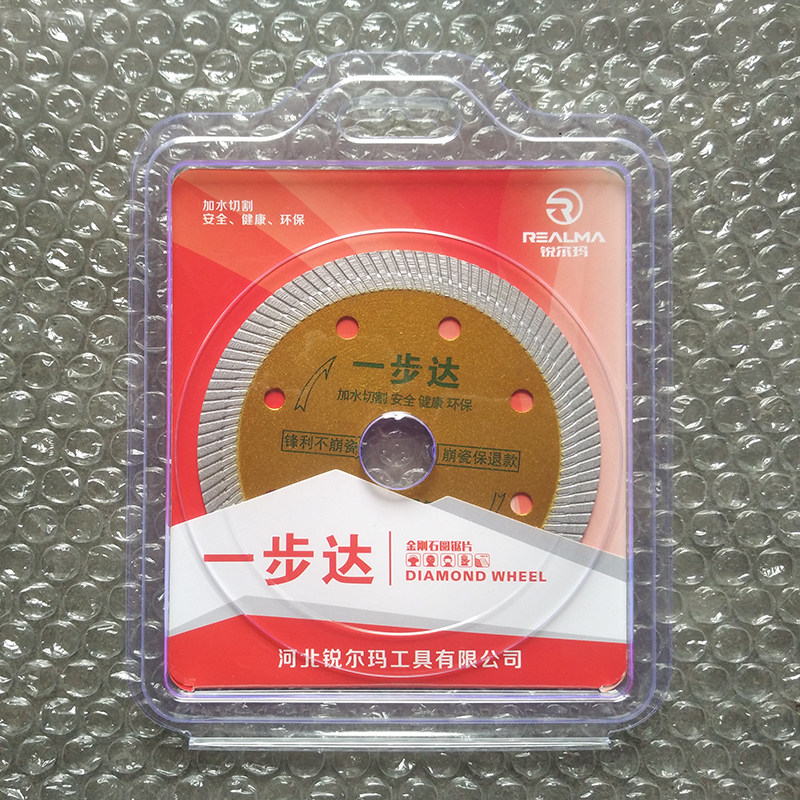 加水切割
安全、健康、环保
REALMA
锐尔玛
一步达
加水切割 安全 健康 环保
锋利不崩瓷
崩瓷保退款
一步达
金刚石圆锯片
DIAMOND WHEEL
河北锐尔玛工具有限公司